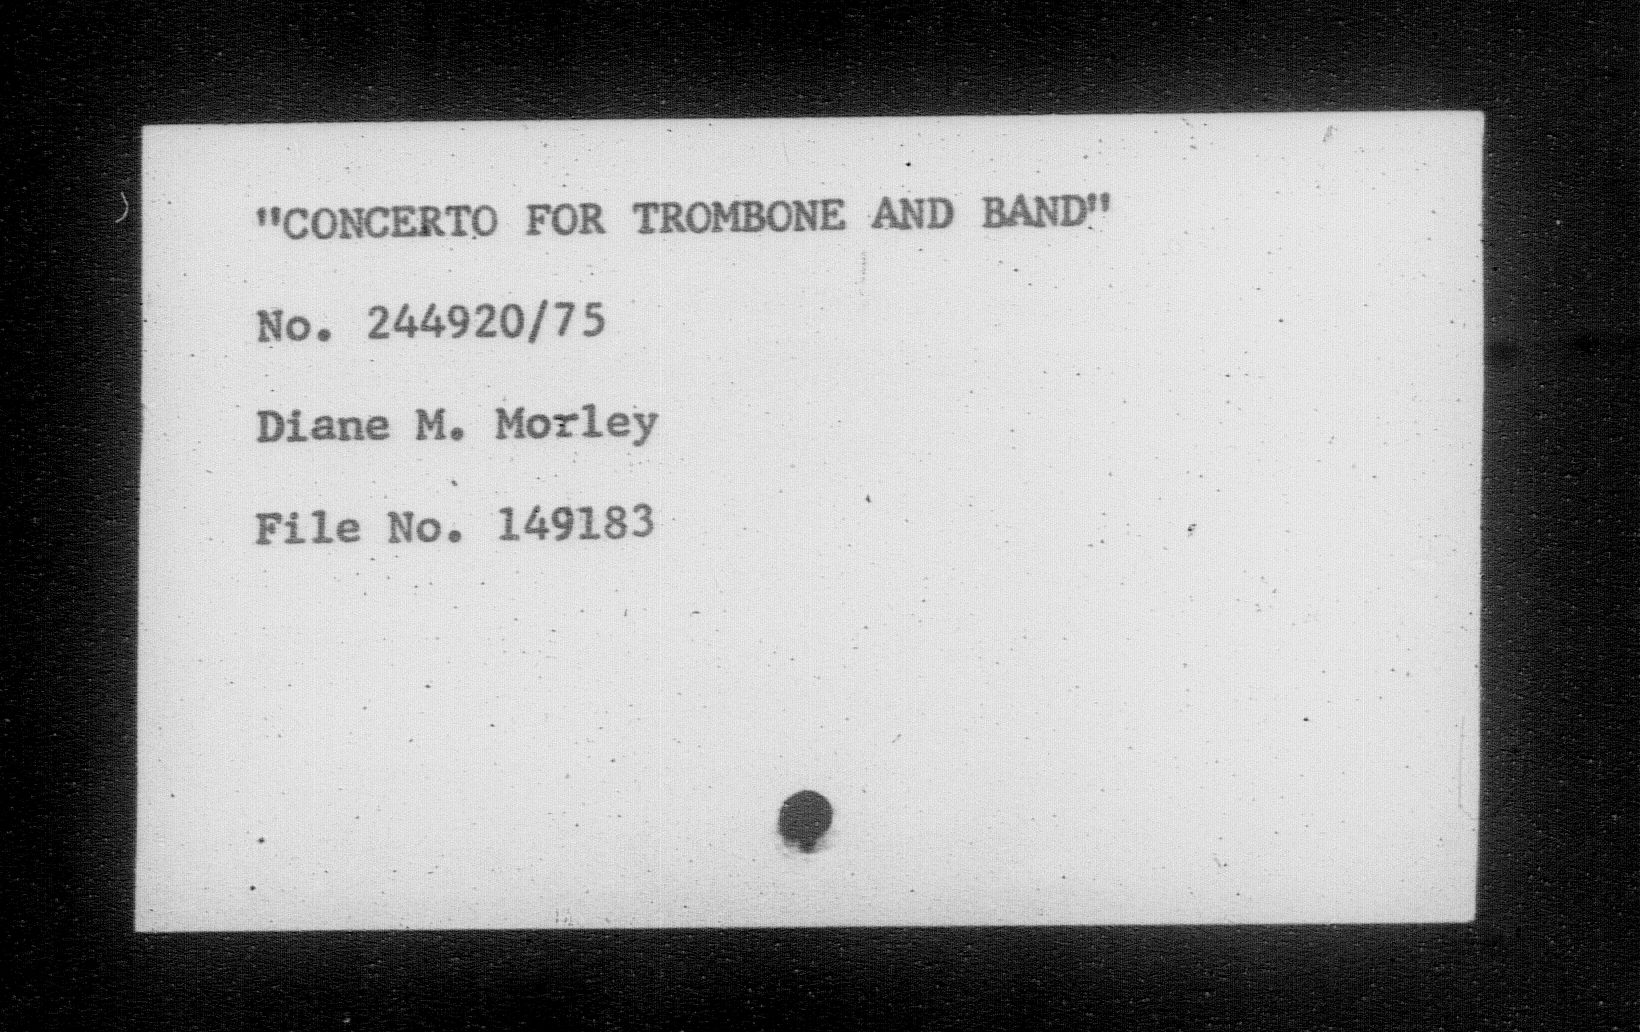 "CONCERTO FOR TROMBONE AND BAND"
No. 244920/75
Diane M. Morley
File No. 149183